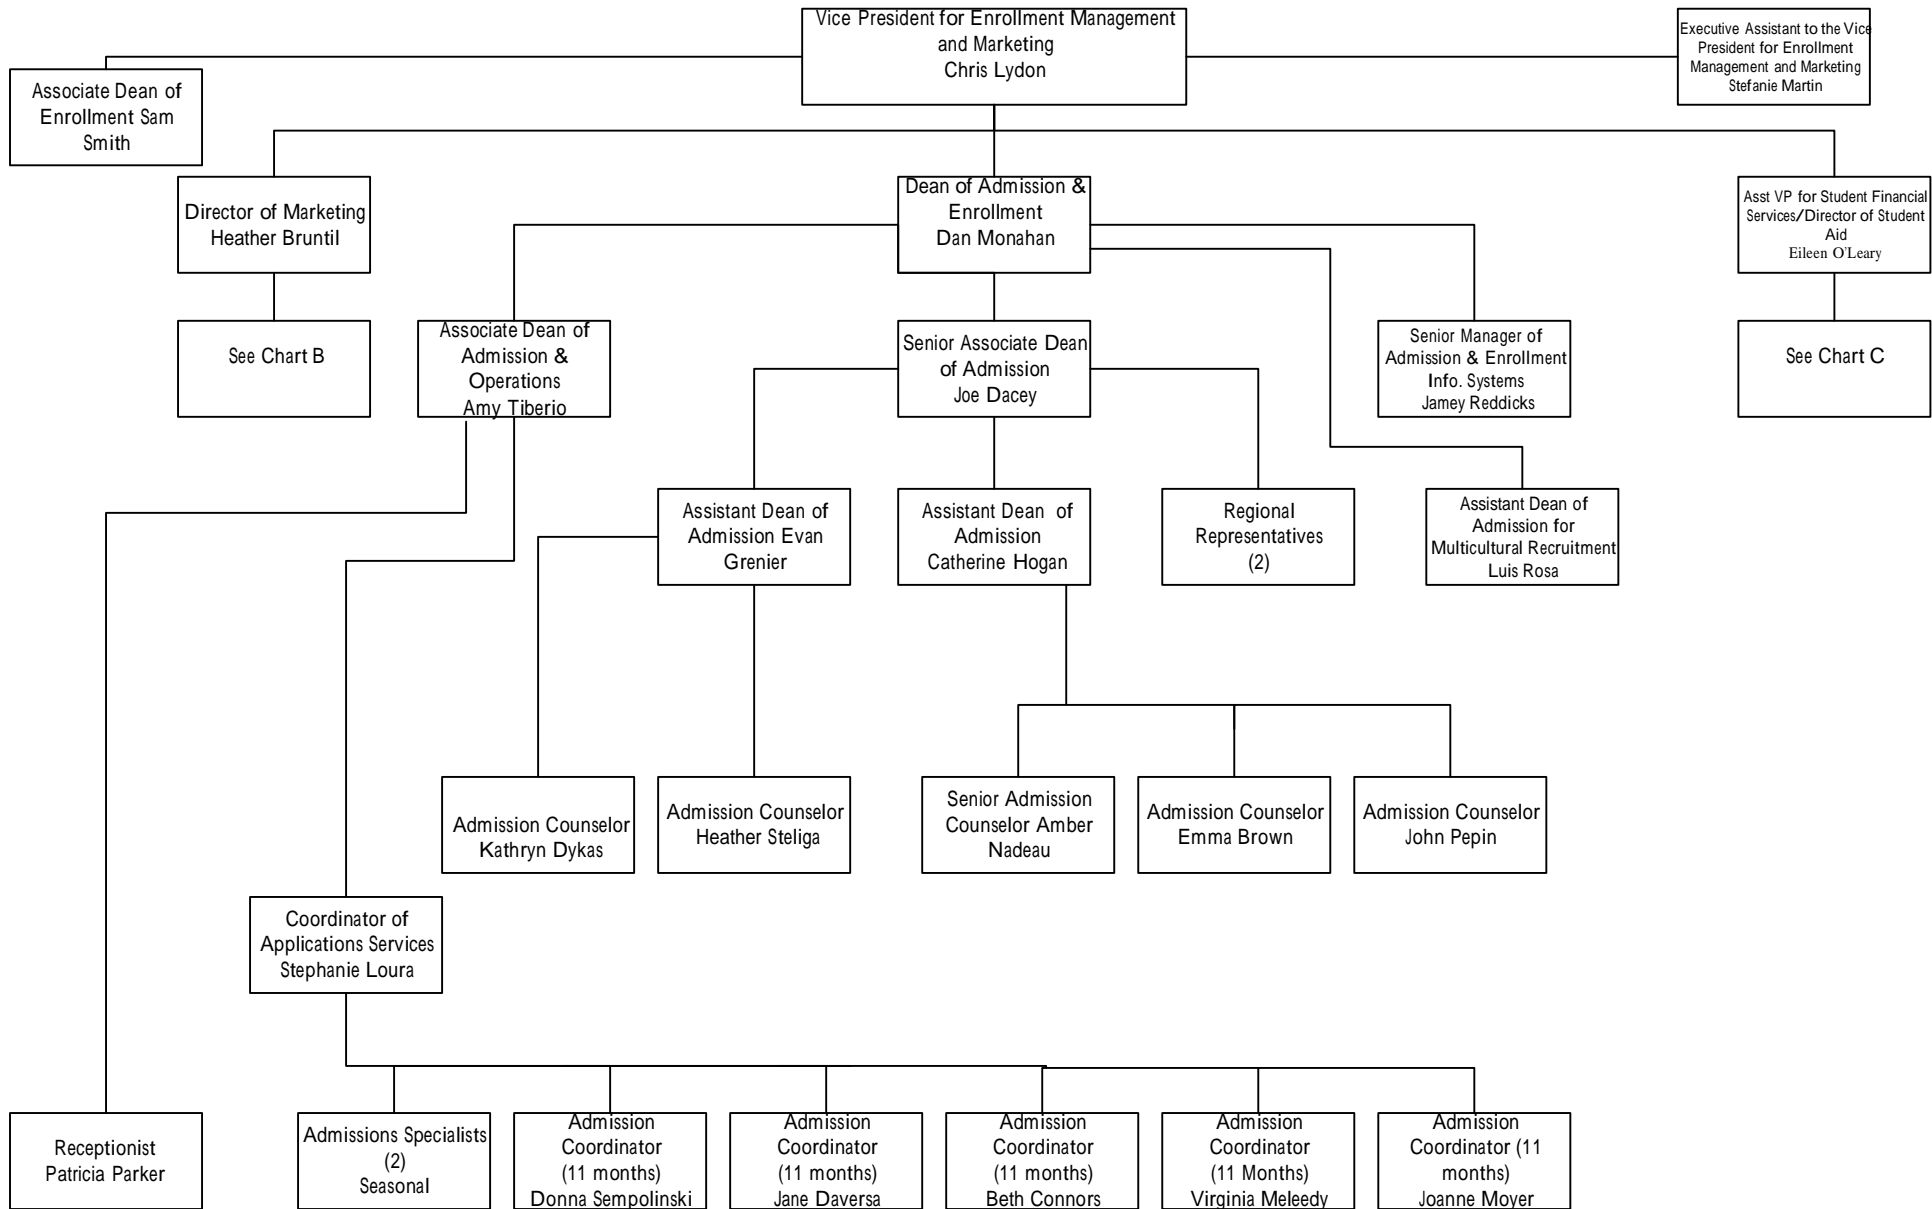 Vice President for Enrollment Management
and Marketing
Chris Lydon
Executive Assistant to the Vice
President for Enrollment
Management and Marketing
Stefanie Martin
Associate Dean of
Enrollment Sam
Smith
Director of Marketing
Heather Bruntil
Dean of Admission &
Enrollment
Dan Monahan
Asst VP for Student Financial
Services/Director of Student
Aid
Eileen O'Leary
See Chart B
Associate Dean of
Admission &
Operations
Amy Tiberio
Senior Associate Dean
of Admission
Joe Dacey
Senior Manager of
Admission & Enrollment
Info. Systems
Jamey Reddicks
See Chart C
Assistant Dean of
Admission Evan
Grenier
Assistant Dean of
Admission
Catherine Hogan
Regional
Representatives
(2)
Assistant Dean of
Admission for
Multicultural Recruitment
Luis Rosa
Admission Counselor
Kathryn Dykas
Admission Counselor
Heather Steliga
Senior Admission
Counselor Amber
Nadeau
Admission Counselor
Emma Brown
Admission Counselor
John Pepin
Coordinator of
Applications Services
Stephanie Loura
Receptionist
Patricia Parker
Admissions Specialists
(2)
Seasonal
Admission
Coordinator
(11 months)
Donna Sempolinski
Admission
Coordinator
(11 months)
Jane Daversa
Admission
Coordinator
(11 months)
Beth Connors
Admission
Coordinator
(11 Months)
Virginia Meleedy
Admission
Coordinator (11
months)
Joanne Moyer